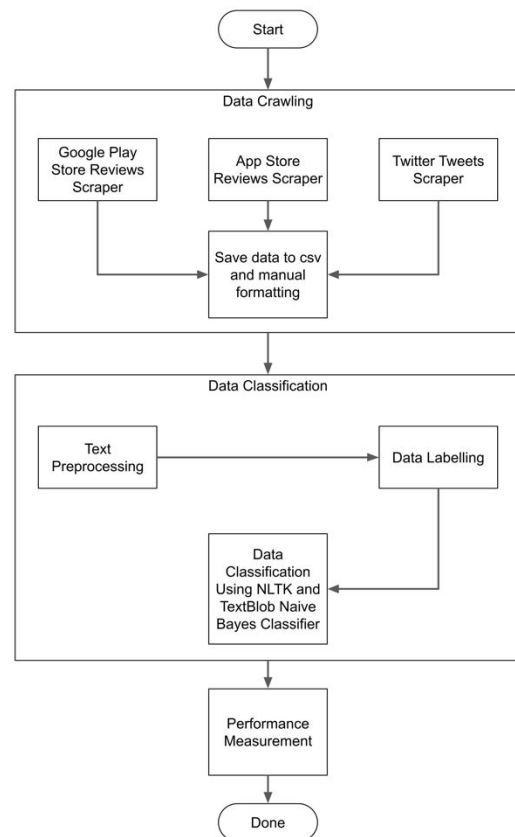 Start
Data Crawling
Google Play
Store Reviews
Scraper
App Store
Reviews Scraper
Twitter Tweets
Scraper
Save data to csv
and manual
formatting
Data Classification
Text
Preprocessing
Data Labelling
Data
Classification
Using NLTK and
TextBlob Naive
Bayes Classifier
Performance
Measurement
Done